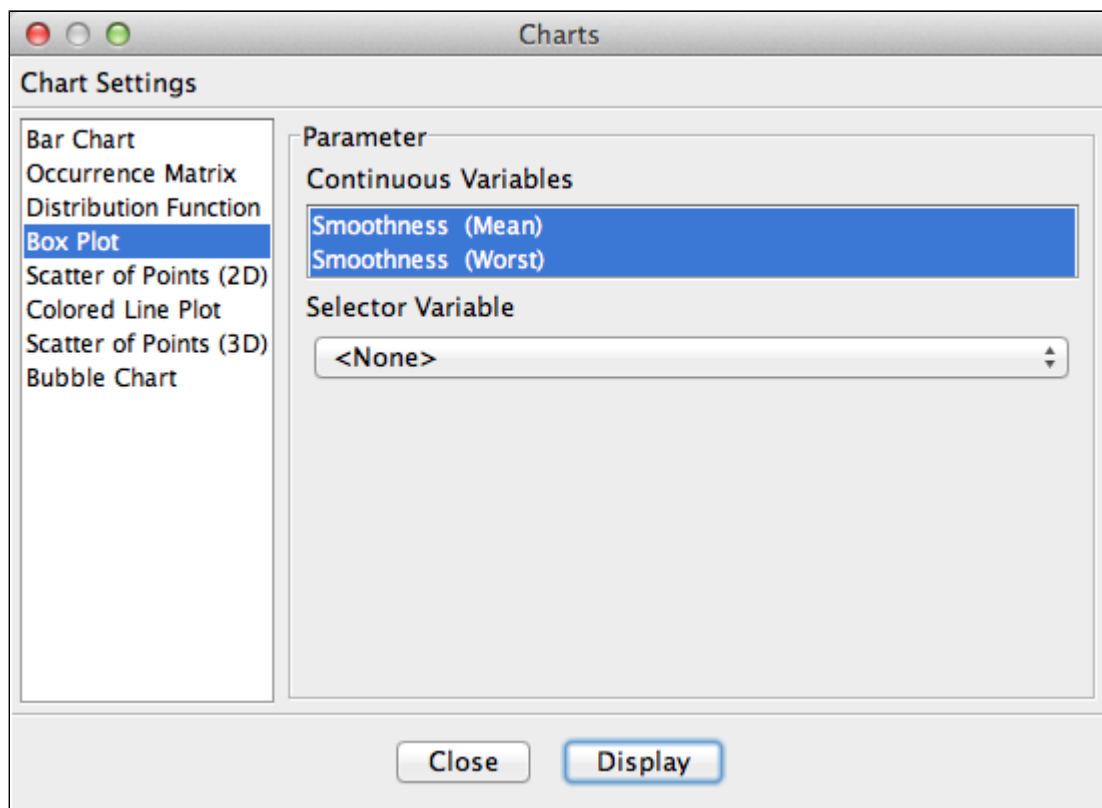 Charts
Chart Settings
Bar Chart
Occurrence Matrix
Distribution Function
Box Plot
Scatter of Points (2D)
Colored Line Plot
Scatter of Points (3D)
Bubble Chart
Parameter
Continuous Variables
Smoothness (Mean)
Smoothness (Worst)
Selector Variable
<None>
Close
Display